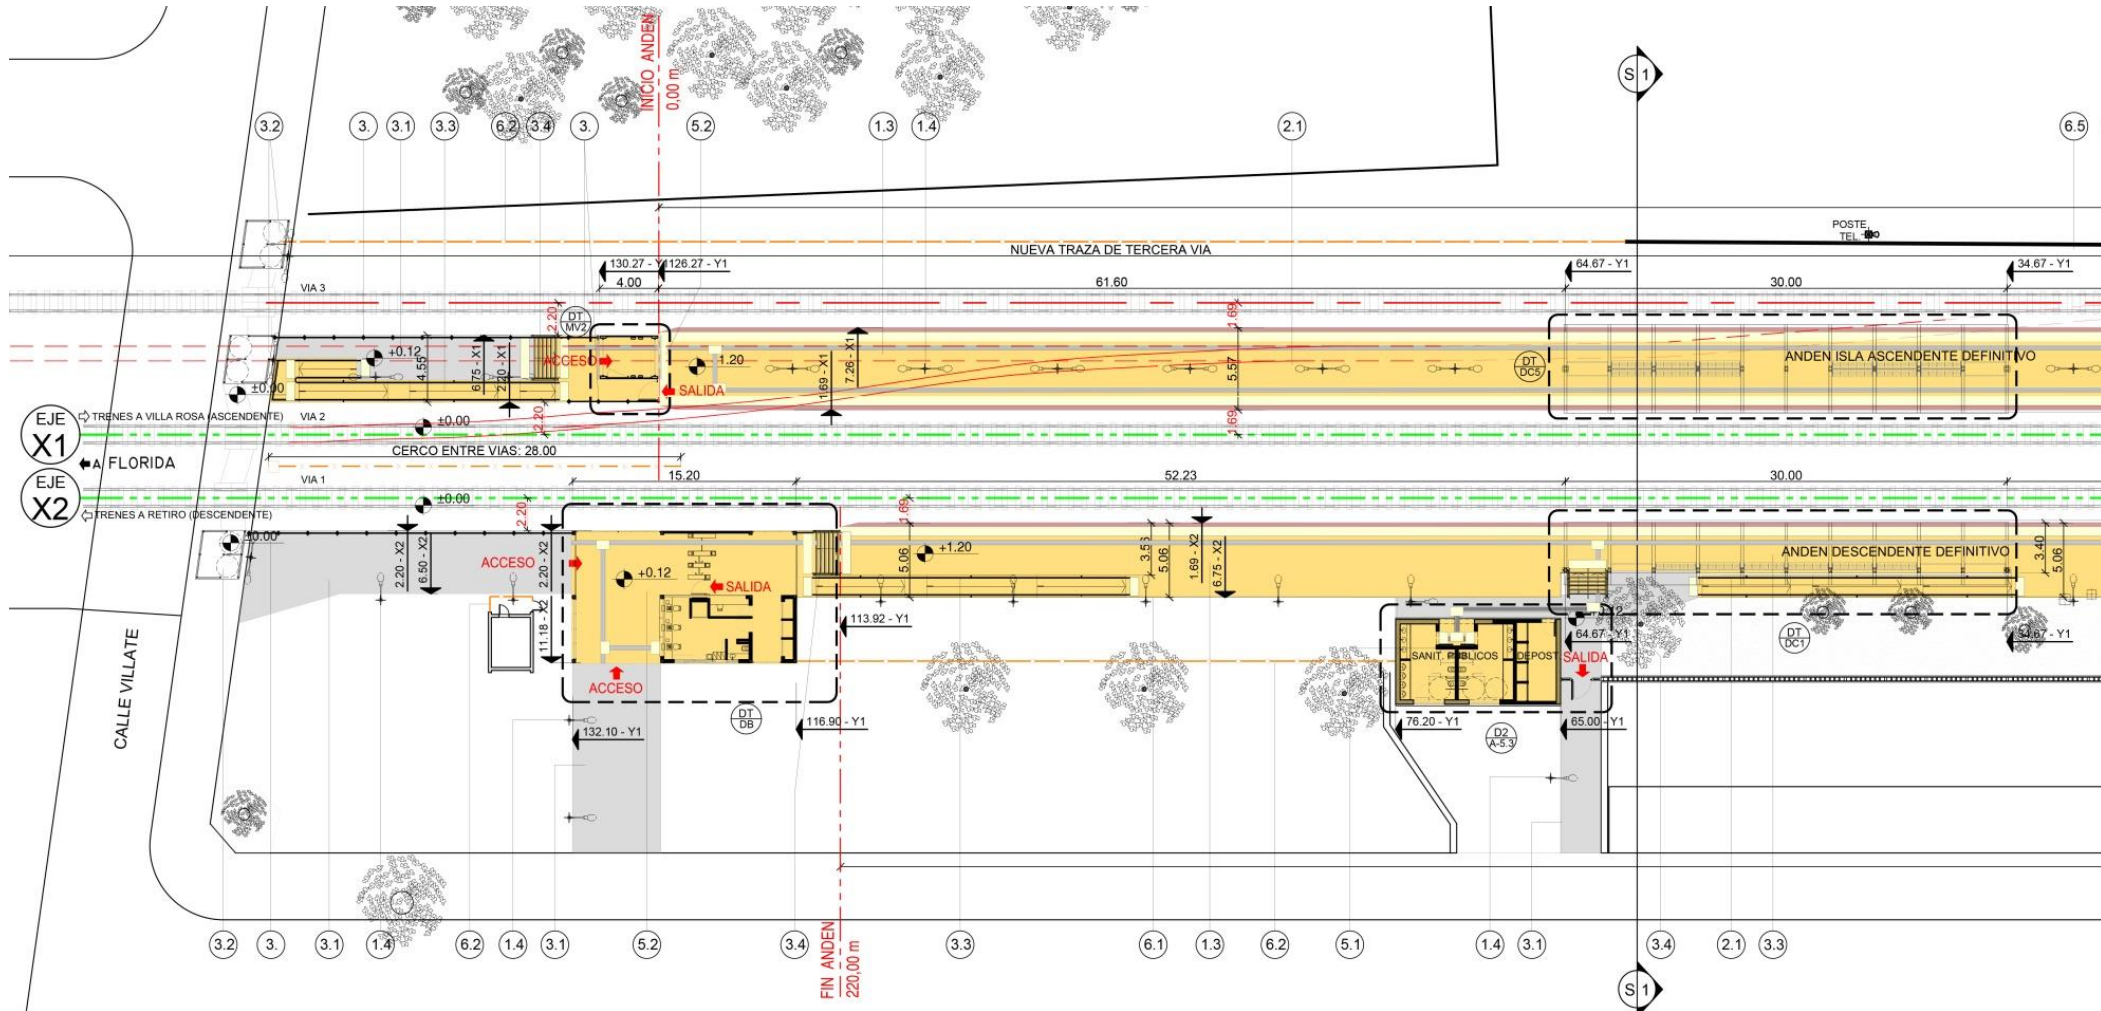 INICIO ANDEN
0,00 m
S 1
3.2
3.
3.1
3.3
6.2
3.4
3.
5.2
1.3
1.4
2.1
6.5
POSTE
TEL.
NUEVA TRAZA DE TERCERA VIA
126.27 - Y1
64.67 - Y1
34.67 - Y1
VIA 3
4.00
61.60
30.00
2.20
DT
MV2
1.69
+0.12
4.55
6.75 - X1
2.20 - X1
ACCESO
1.20
1.69 - X1
7.26 - X1
5.57
DT
DC5
ANDEN ISLA ASCENDENTE DEFINITIVO
±0.00
SALIDA
EJE
X1
TRENES A VILLA ROSA (ASCENDENTE)
VIA 2
±0.00
2.20
1.69
CERCO ENTRE VIAS: 28.00
A FLORIDA
EJE
X2
VIA 1
15.20
52.23
30.00
±0.00
TRENES A RETIRO (DESCENDENTE)
2.20
1.69
±0.00
2.20 - X2
6.50 - X2
ACCESO
2.20 - X2
11.18 - X2
+0.12
SALIDA
5.06
+1.20
5.06
1.69 - X2
6.75 - X2
ANDEN DESCENDENTE DEFINITIVO
3.40
5.06
113.92 - Y1
64.67 - Y1
DT
DC1
34.67 - Y1
SANIT. PUBLICOS
DEPOST
SALIDA
ACCESO
CALLE VILLATE
DT
DB
132.10 - Y1
116.90 - Y1
76.20 - Y1
D2
A-5.3
65.00 - Y1
3.2
3.
3.1
1.4
6.2
1.4
3.1
5.2
3.4
3.3
6.1
1.3
6.2
5.1
1.4
3.1
3.4
2.1
3.3
FIN ANDEN
220,00 m
S 1